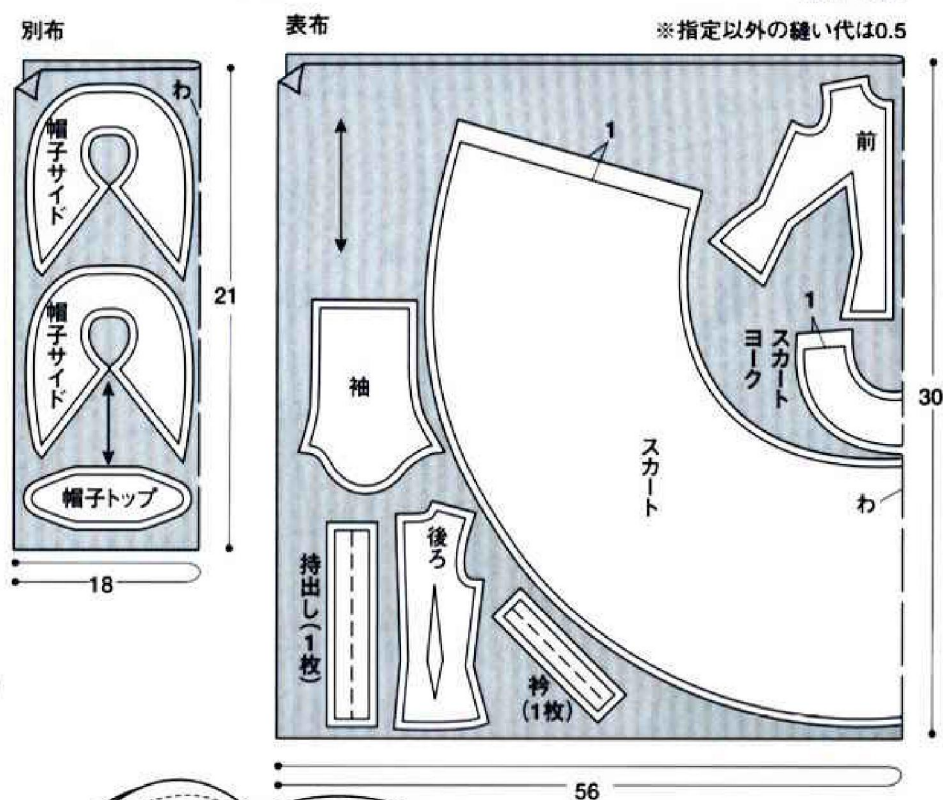 別布
表布
※指定以外の縫い代は0.5
わ
帽子サイド
帽子サイド
帽子トップ
21
18
1
前
1
スカート
ヨーク
袖
スカート
わ
30
持出し(1枚)
後ろ
衿
(1枚)
56